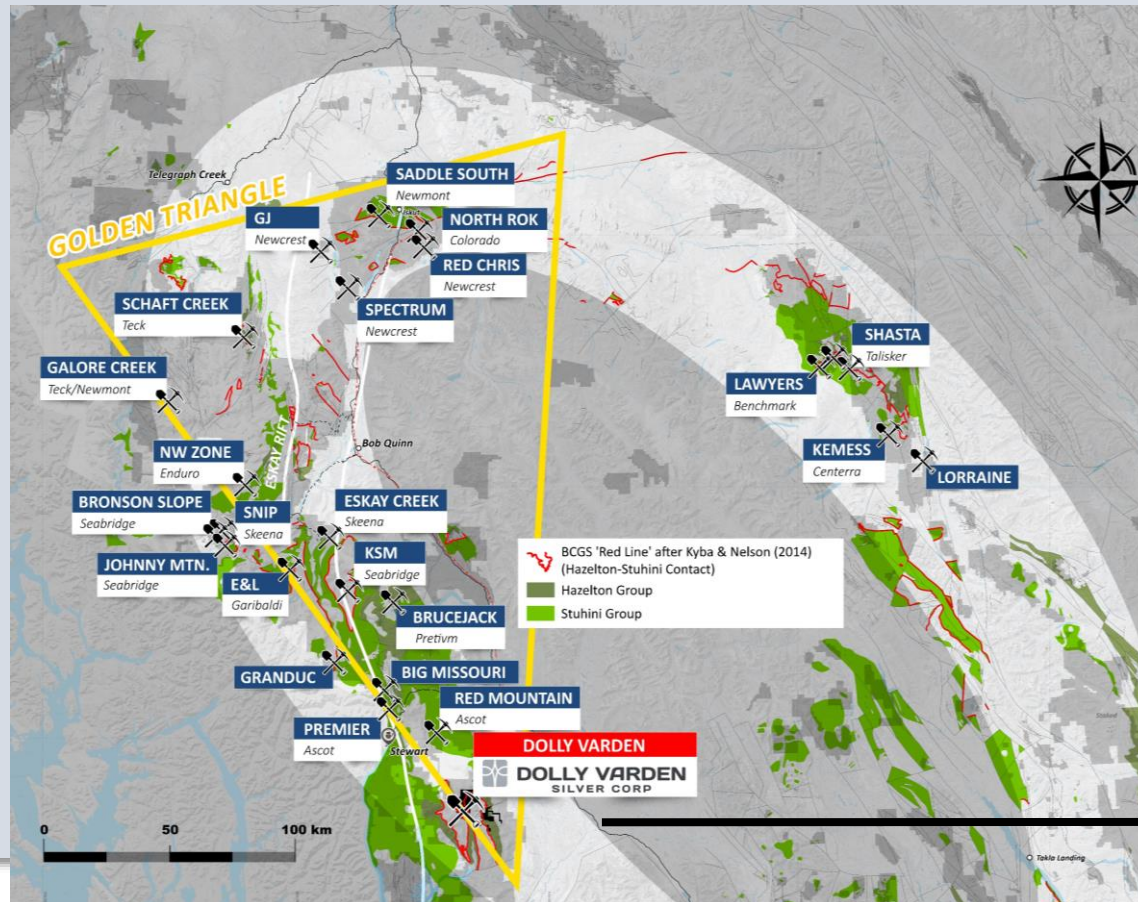 Telegraph Creek
GOLDEN TRIANGLE
SADDLE SOUTH
Newmont
Iskut
GJ
Newcrest
NORTH ROK
Colorado
RED CHRIS
Newcrest
SCHAFT CREEK
Teck
SPECTRUM
Newcrest
SHASTA
Talisker
GALORE CREEK
Teck/Newmont
LAWYERS
Benchmark
ESKAY RIFT
Bob Quinn
KEMESS
Centerra
NW ZONE
Enduro
LORRAINE
BRONSON SLOPE
Seabridge
SNIP
Skeena
ESKAY CREEK
Skeena
JOHNNY MTN.
Seabridge
KSM
Seabridge
E&L
Garibaldi
BCGS 'Red Line' after Kyba & Nelson (2014)
(Hazelton-Stuhini Contact)
Hazelton Group
Stuhini Group
BRUCEJACK
Pretivm
GRANDUC
BIG MISSOURI
RED MOUNTAIN
Ascot
PREMIER
Ascot
Stewart
DOLLY VARDEN
DOLLY VARDEN
SILVER CORP
0 50 100 km
Takla Landing